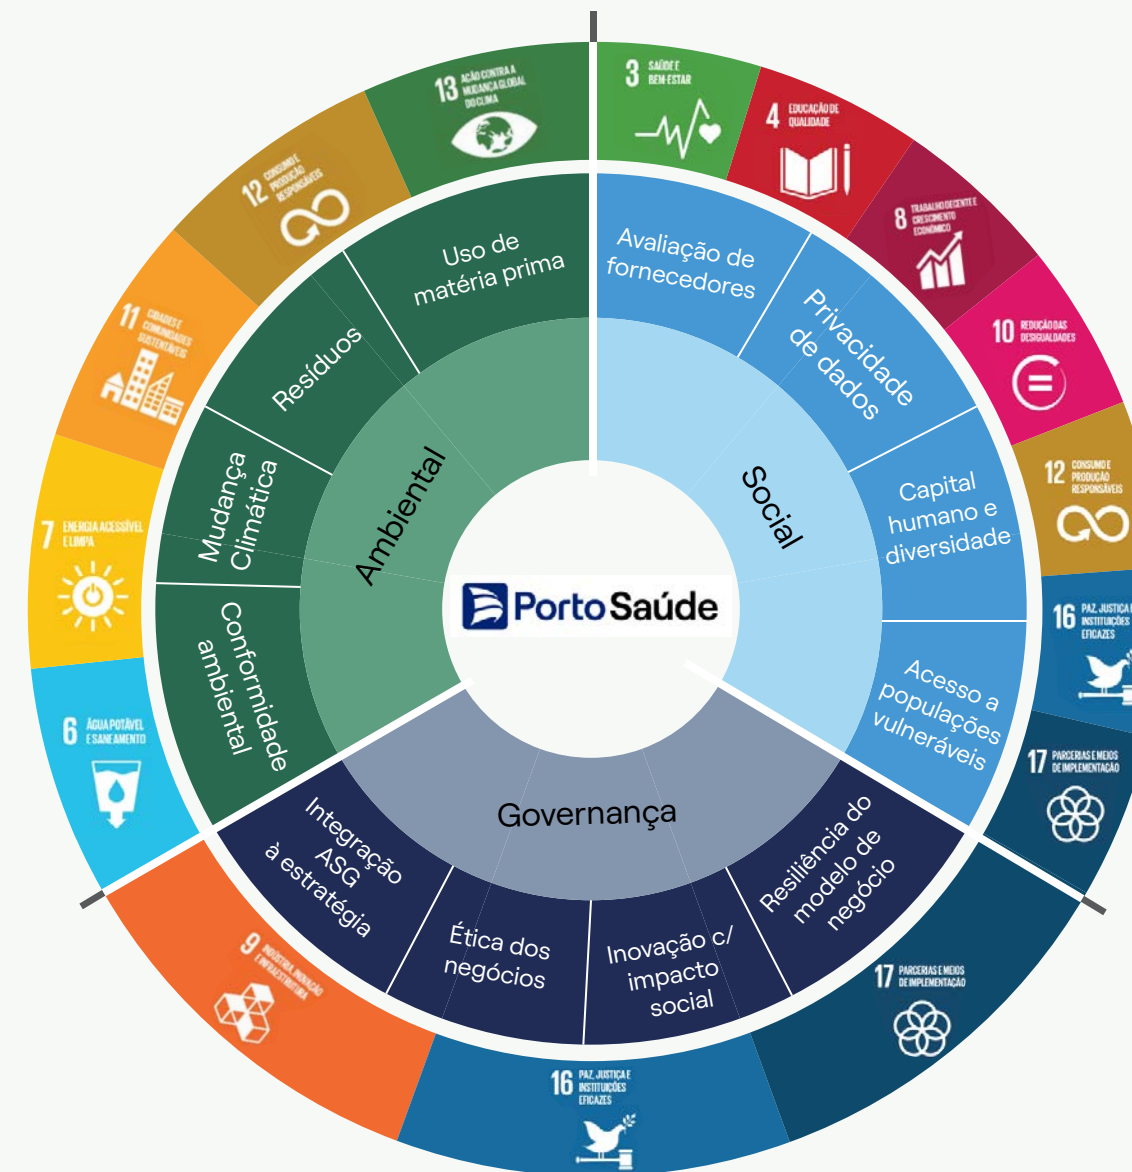 13 AÇÃO CONTRA A
MUDANÇA GLOBAL
DO CLIMA
3 SAÚDE E
BEM-ESTAR
4 EDUCAÇÃO DE
QUALIDADE
8 TRABALHO DECENTE E
CRESCIMENTO
ECONÔMICO
10 REDUÇÃO DAS
DESIGUALDADES
12 CONSUMO E
PRODUÇÃO
RESPONSÁVEIS
16 PAZ, JUSTIÇA E
INSTITUIÇÕES
EFICAZES
17 PARCERIAS E MEIOS
DE IMPLEMENTAÇÃO
17 PARCERIAS E MEIOS
DE IMPLEMENTAÇÃO
16 PAZ, JUSTIÇA E
INSTITUIÇÕES
EFICAZES
9 INDÚSTRIA, INOVAÇÃO
E INFRAESTRUTURA
6 ÁGUA POTÁVEL
E SANEAMENTO
7 ENERGIA ACESSÍVEL
E LIMPA
11 CIDADES E
COMUNIDADES
SUSTENTÁVEIS
12 CONSUMO E
PRODUÇÃO
RESPONSÁVEIS
Uso de
matéria prima
Resíduos
Mudança
Climática
Conformidade
ambiental
Ambiental
Avaliação de
fornecedores
Privacidade
de dados
Capital
humano e
diversidade
Acesso a
populações
vulneráveis
Social
Porto Saúde
Governança
Integração
ASG
à estratégia
Ética dos
negócios
Inovação c/
impacto
social
Resiliência do
modelo de
negócio